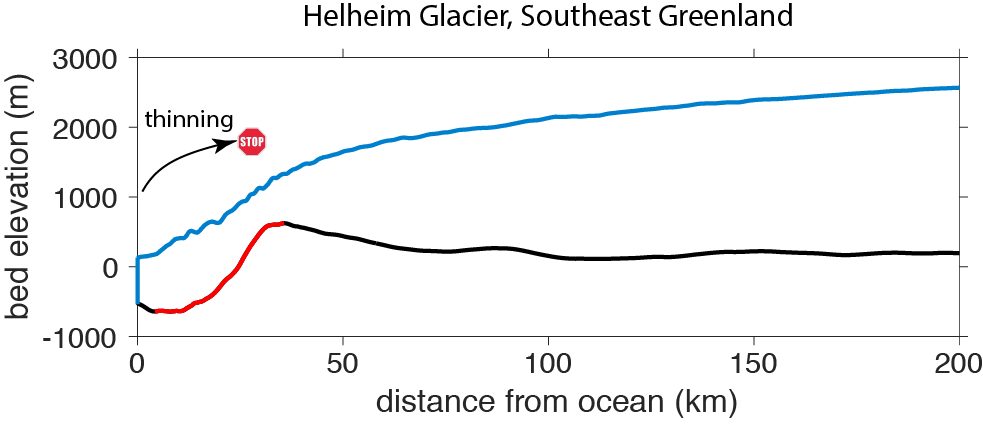 Helheim Glacier, Southeast Greenland
3000
thinning
STOP
2000
1000
0
-1000
bed elevation (m)
0 50 100 150 200
distance from ocean (km)